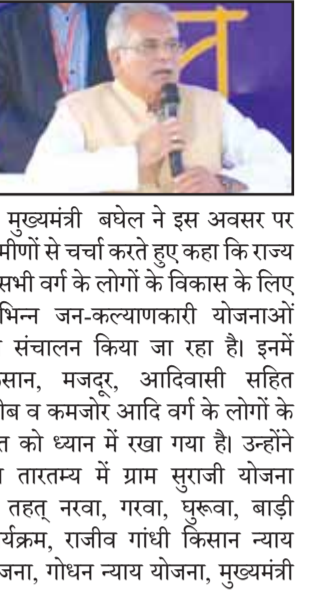 मुख्यमंत्री बघेल ने इस अवसर पर
मीणों से चर्चा करते हुए कहा कि राज्य
सभी वर्ग के लोगों के विकास के लिए
भिन्न जन-कल्याणकारी योजनाओं
संचालन किया जा रहा है। इनमें
सान, मजदूर, आदिवासी सहित
ब व कमजोर आदि वर्ग के लोगों के
त को ध्यान में रखा गया है। उन्होंने
तारतम्य में ग्राम सुराजी योजना
तहत् नरवा, गरवा, घुरूवा, बाड़ी
र्यक्रम, राजीव गांधी किसान न्याय
जना, गोधन न्याय योजना, मुख्यमंत्री